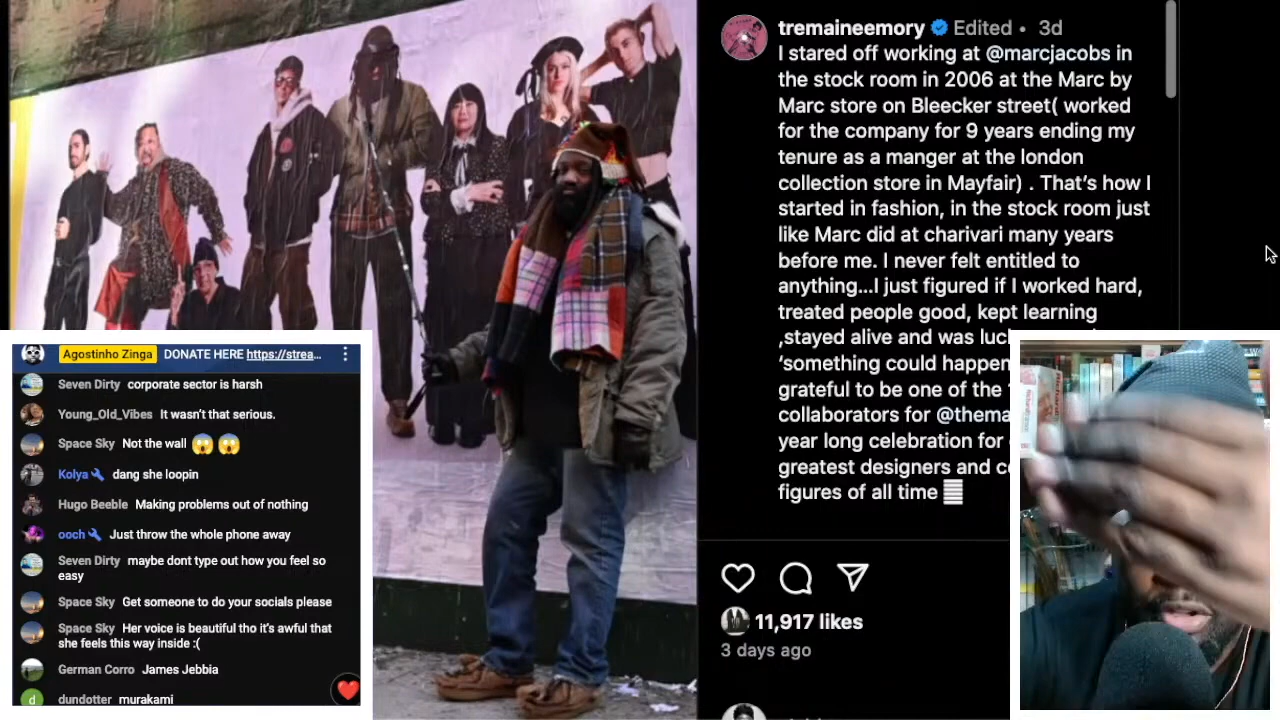 tremaineemory Edited • 3d
I stared off working at @marcjacobs in
the stock room in 2006 at the Marc by
Marc store on Bleecker street( worked
for the company for 9 years ending my
tenure as a manger at the london
collection store in Mayfair) . That’s how I
started in fashion, in the stock room just
like Marc did at charivari many years
before me. I never felt entitled to
anything...I just figured if I worked hard,
treated people good, kept learning
,stayed alive and was
‘something could happen
grateful to be one of the
collaborators for
year long celebration for
greatest designers and
figures of all time
11,917 likes
3 days ago
Agostinho Zinga DONATE HERE https://strea...
Seven Dirty corporate sector is harsh
Young_Old_Vibes It wasn't that serious.
Space Sky Not the wall 😱 😱
Kolya dang she loopin
Hugo Beeble Making problems out of nothing
ooch Just throw the whole phone away
Seven Dirty maybe dont type out how you feel so
easy
Space Sky Get someone to do your socials please
Space Sky Her voice is beautiful tho it's awful that
she feels this way inside :(
German Corro James Jebbia
d dundotter murakami